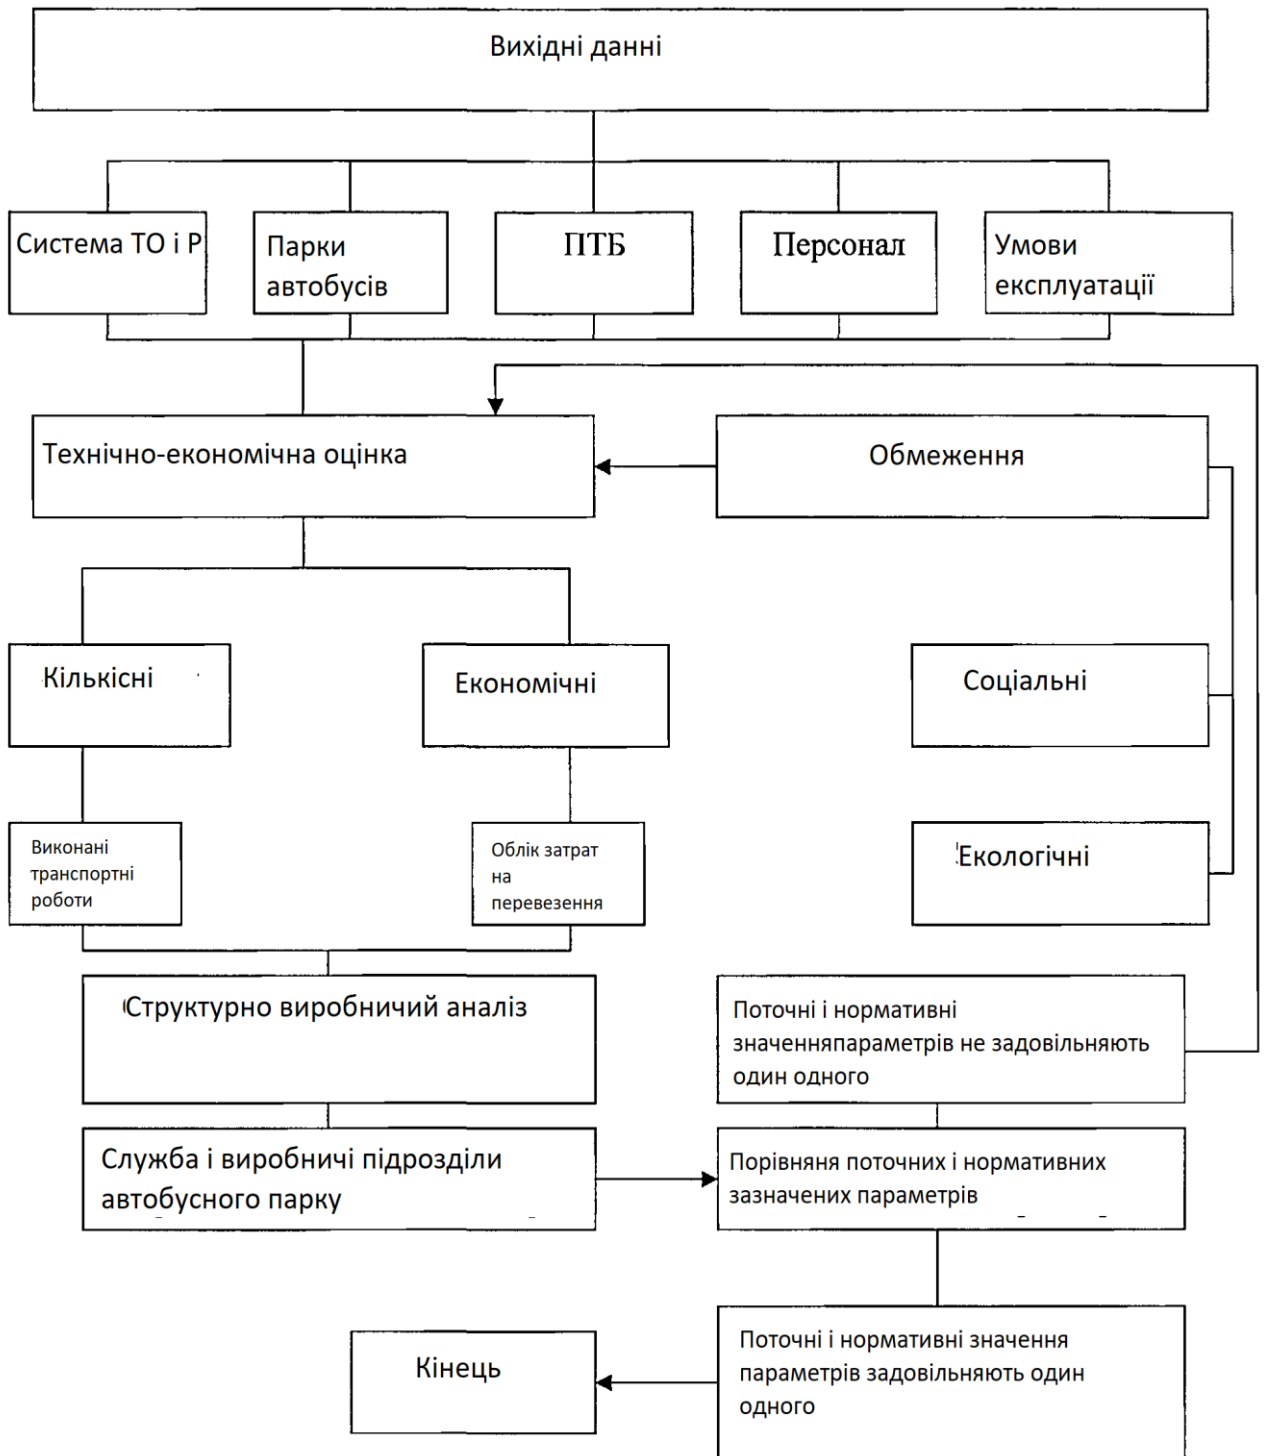 Вихідні данні
Система ТО і Р
Парки
автобусів
ПТБ
Персонал
Умови
експлуатації
Технічно-економічна оцінка
Обмеження
Кількісні
Економічні
Соціальні
Виконані
транспортні
роботи
Облік затрат
на
перевезення
Екологічні
Структурно виробничий аналіз
Поточні і нормативні
значенняпараметрів не задовільняють
один одного
Служба і виробничі підрозділи
автобусного парку
Порівняня поточних і нормативних
зазначених параметрів
Кінець
Поточні і нормативні значення
параметрів задовільняють один
одного